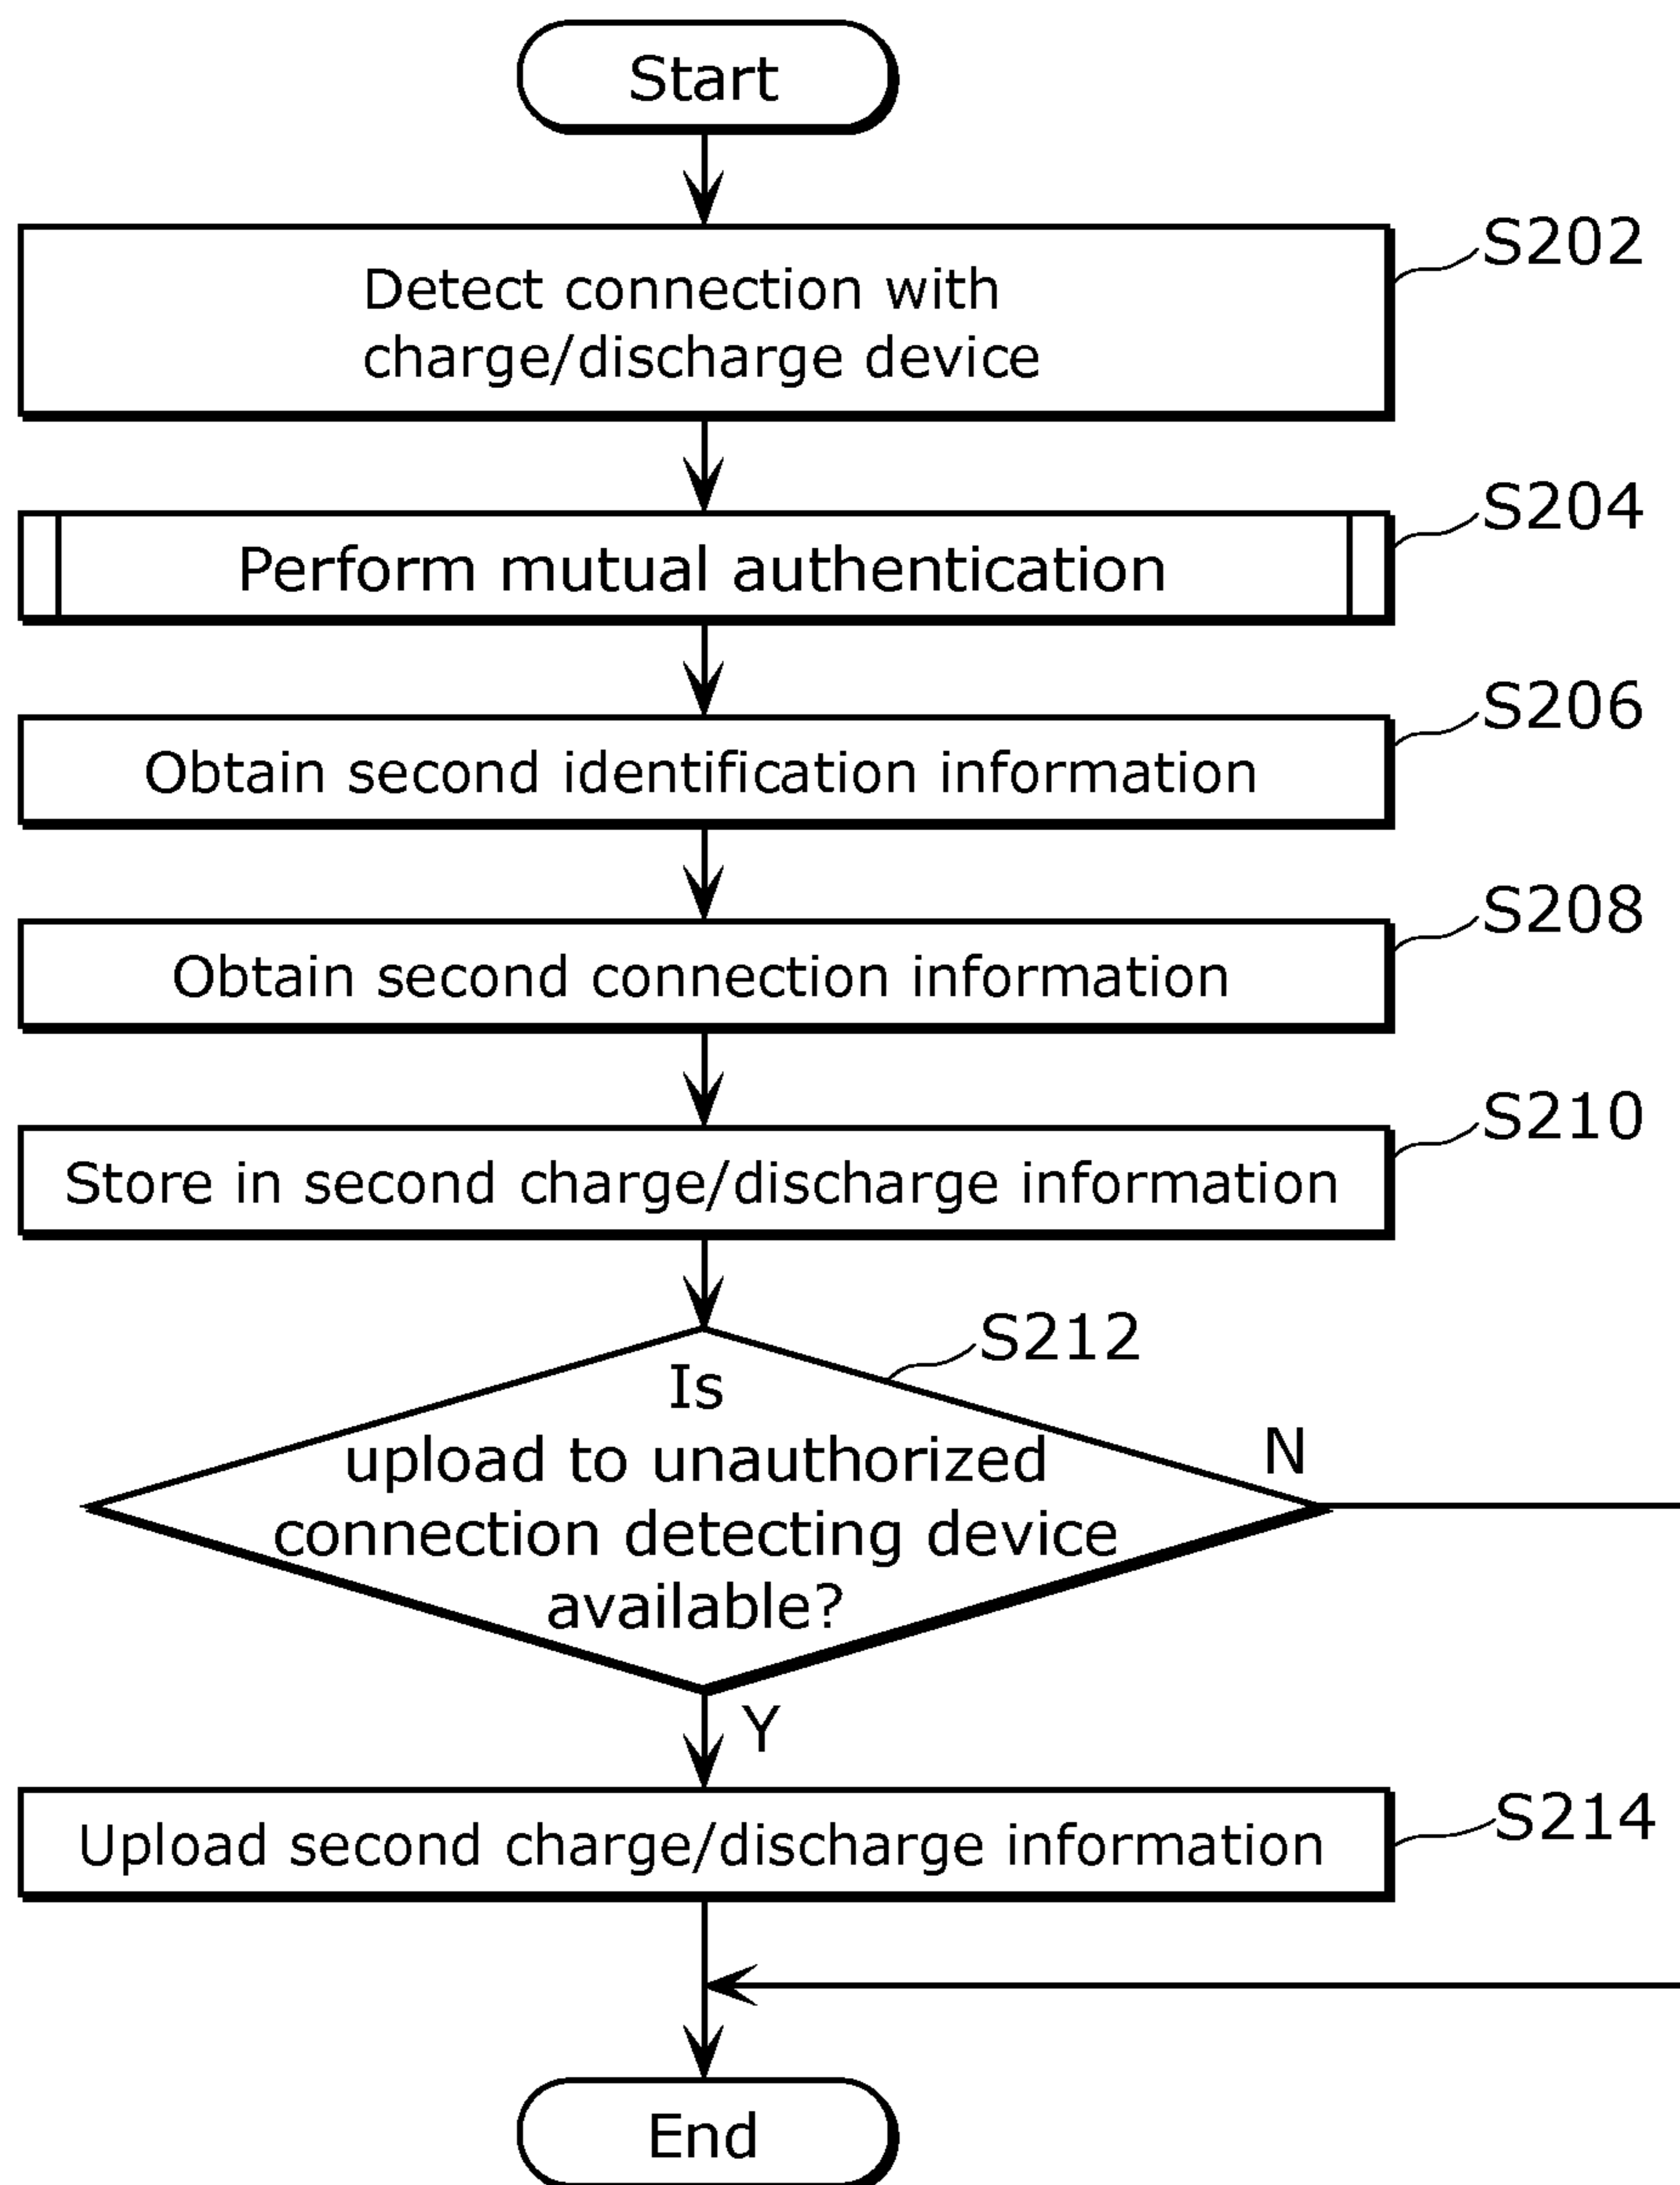 Start
S202
Detect connection with
charge/discharge device
S204
Perform mutual authentication
S206
Obtain second identification information
S208
Obtain second connection information
S210
Store in second charge/discharge information
S212
Is
upload to unauthorized
connection detecting device
available?
N
Y
S214
Upload second charge/discharge information
End